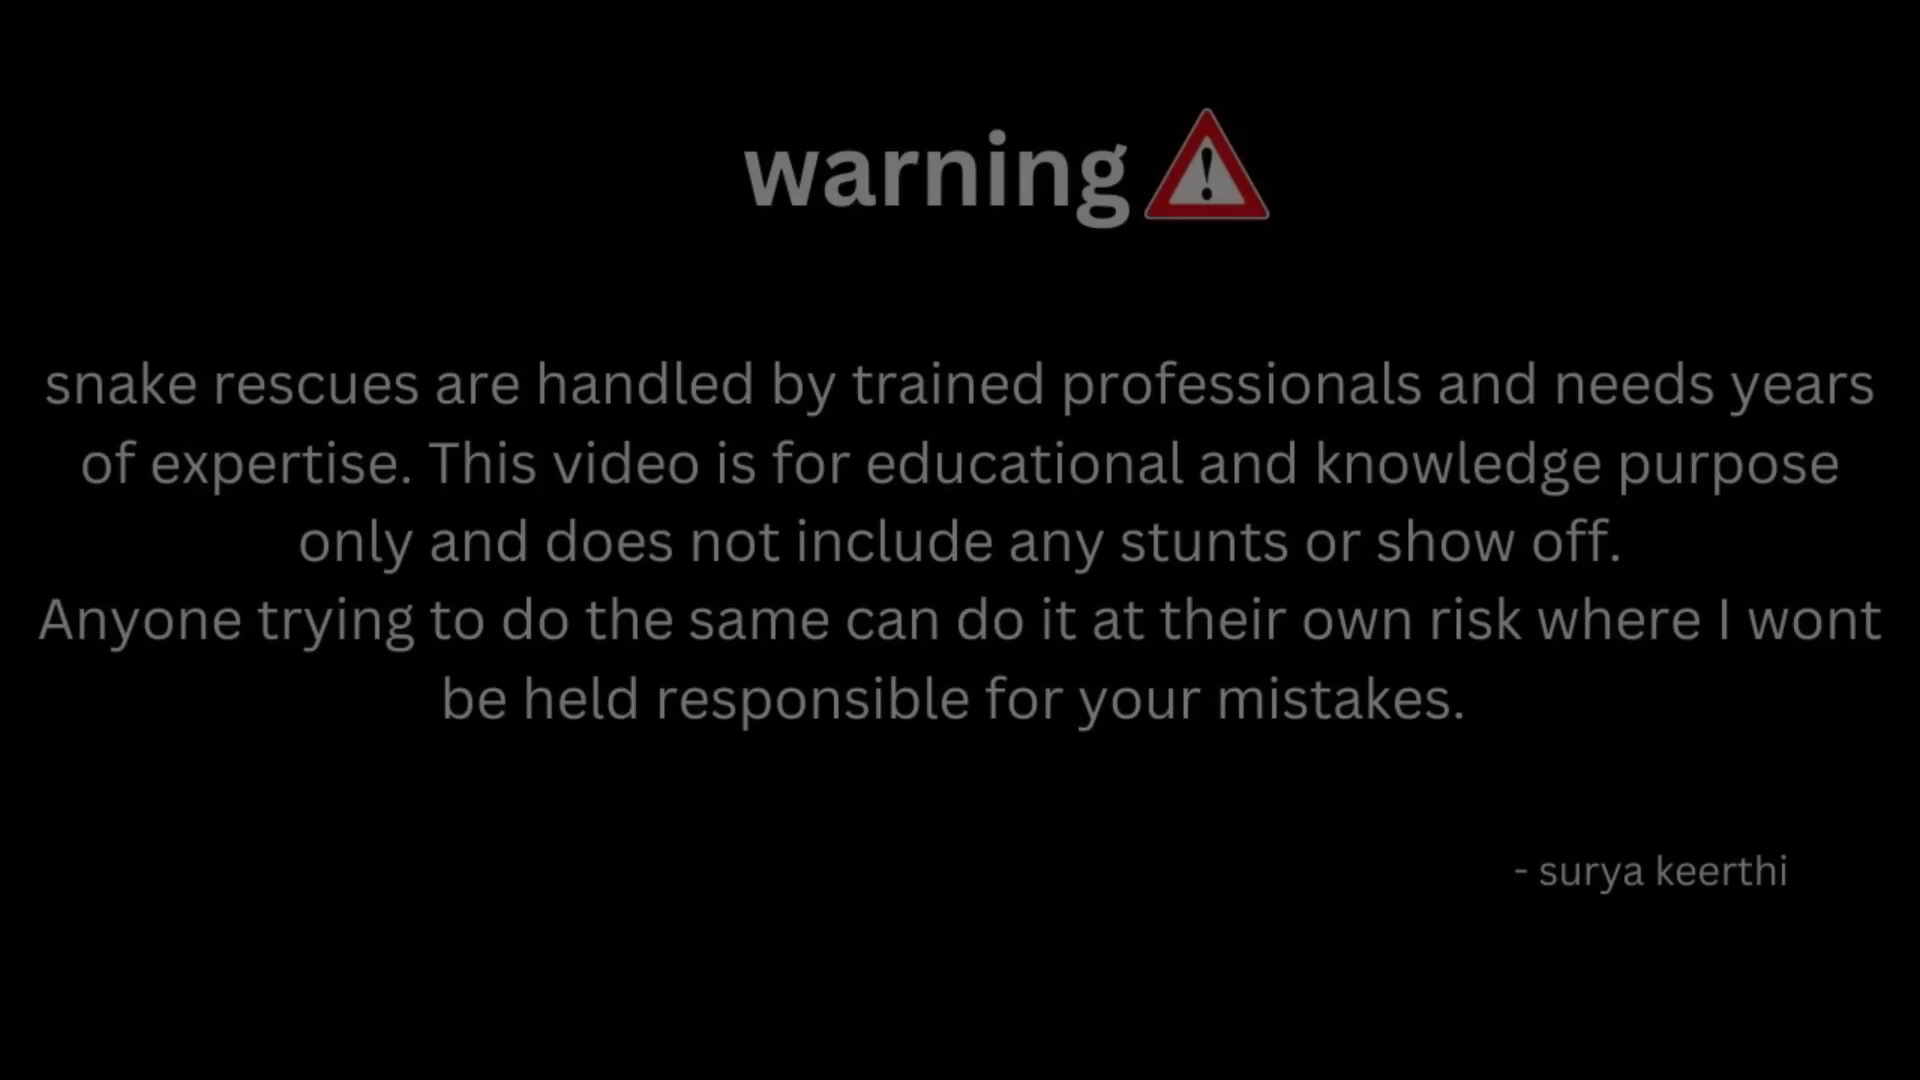 warning
snake rescues are handled by trained professionals and needs years
of expertise. This video is for educational and knowledge purpose
only and does not include any stunts or show off.
Anyone trying to do the same can do it at their own risk where I wont
be held responsible for your mistakes.
- surya keerthi